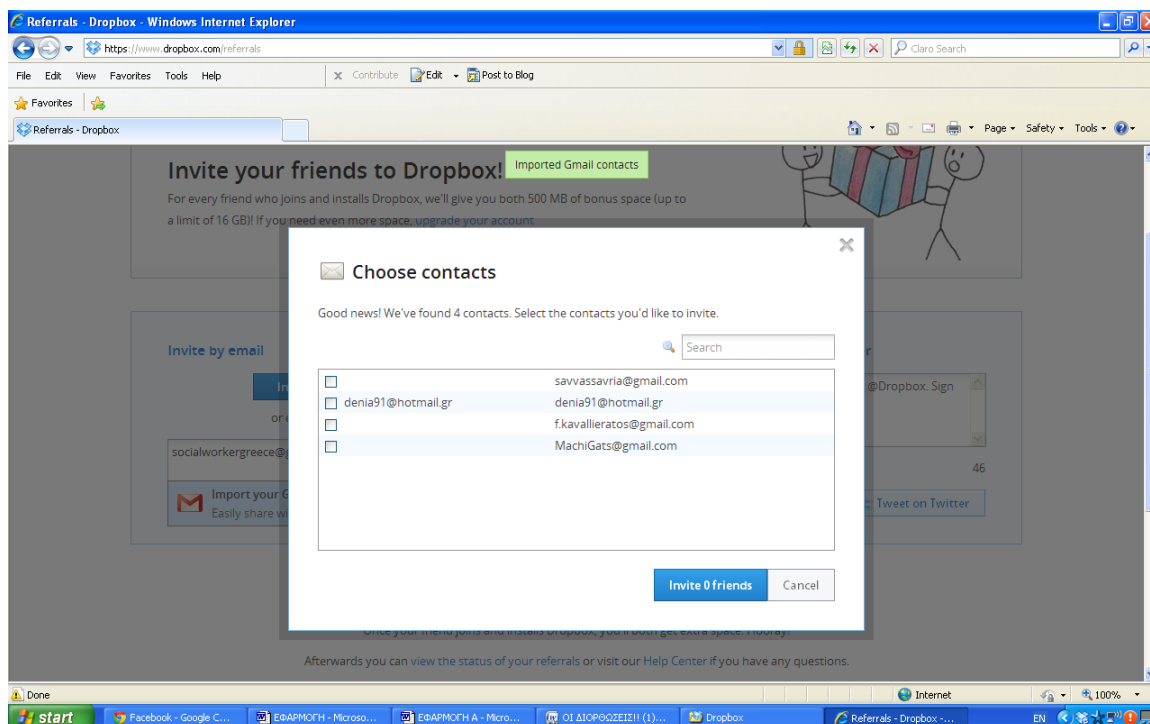 Referrals - Dropbox - Windows Internet Explorer
https://www.dropbox.com/referrals
Claro Search
File Edit View Favorites Tools Help
x Contribute Edit Post to Blog
Favorites
Referrals - Dropbox
Page Safety Tools
Imported Gmail contacts
Invite your friends to Dropbox!
For every friend who joins and installs Dropbox, we'll give you both 500 MB of bonus space (up to
a limit of 16 GB)! If you need even more space, upgrade your account
Choose contacts
Good news! We've found 4 contacts. Select the contacts you'd like to invite.
Search
savvassavria@gmail.com
denia91@hotmail.gr denia91@hotmail.gr
f.kavallieratos@gmail.com
MachiGats@gmail.com
Invite 0 friends Cancel
Invite by email
or
socialworkergreece@
Import your G
Easily share wi
@Dropbox. Sign
46
Tweet on Twitter
Once your friend joins and installs Dropbox, you'll both get extra space. Hooray!
Afterwards you can view the status of your referrals or visit our Help Center if you have any questions.
Done Internet 100%
start Facebook - Google C... ΕΦΑΡΜΟΓΗ - Microso... ΕΦΑΡΜΟΓΗ Α - Micro... ΟΙ ΔΙΟΡΘΩΣΕΙΣ!! (1)... Dropbox Referrals - Dropbox -... EN